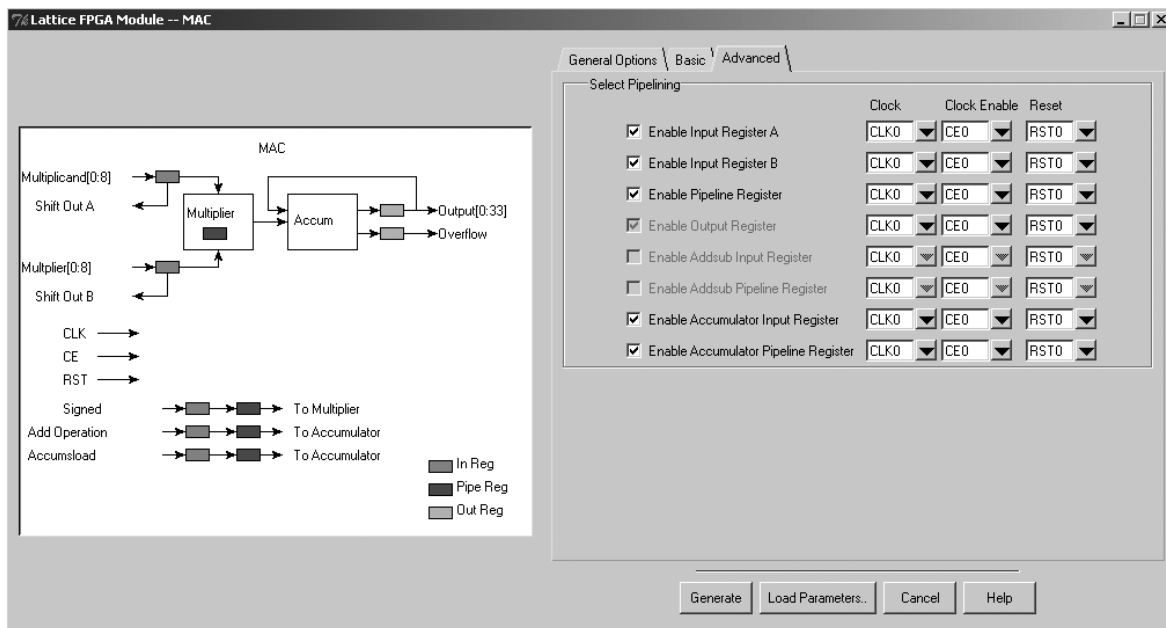 Lattice FPGA Module -- MAC
General Options Basic Advanced
Select Pipelining
Clock Clock Enable Reset
Enable Input Register A CLK0 CE0 RST0
Enable Input Register B CLK0 CE0 RST0
Enable Pipeline Register CLK0 CE0 RST0
Enable Output Register CLK0 CE0 RST0
Enable Addsub Input Register CLK0 CE0 RST0
Enable Addsub Pipeline Register CLK0 CE0 RST0
Enable Accumulator Input Register CLK0 CE0 RST0
Enable Accumulator Pipeline Register CLK0 CE0 RST0
MAC
Multiplicand[0:8]
Shift Out A
Multiplier
Accum
Output[0:33]
Overflow
Multplier[0:8]
Shift Out B
CLK
CE
RST
Signed To Multiplier
Add Operation To Accumulator
Accumsload To Accumulator
In Reg
Pipe Reg
Out Reg
Generate Load Parameters.. Cancel Help